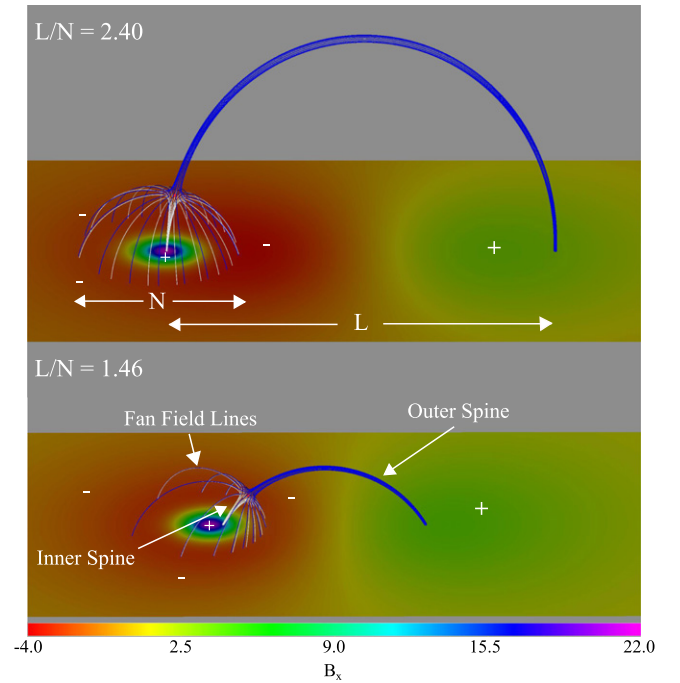 L/N = 2.40
-
-
+
+
-
N
L
L/N = 1.46
Fan Field Lines
Outer Spine
-
-
+
+
Inner Spine
-
-4.0 2.5 9.0 15.5 22.0
Bx